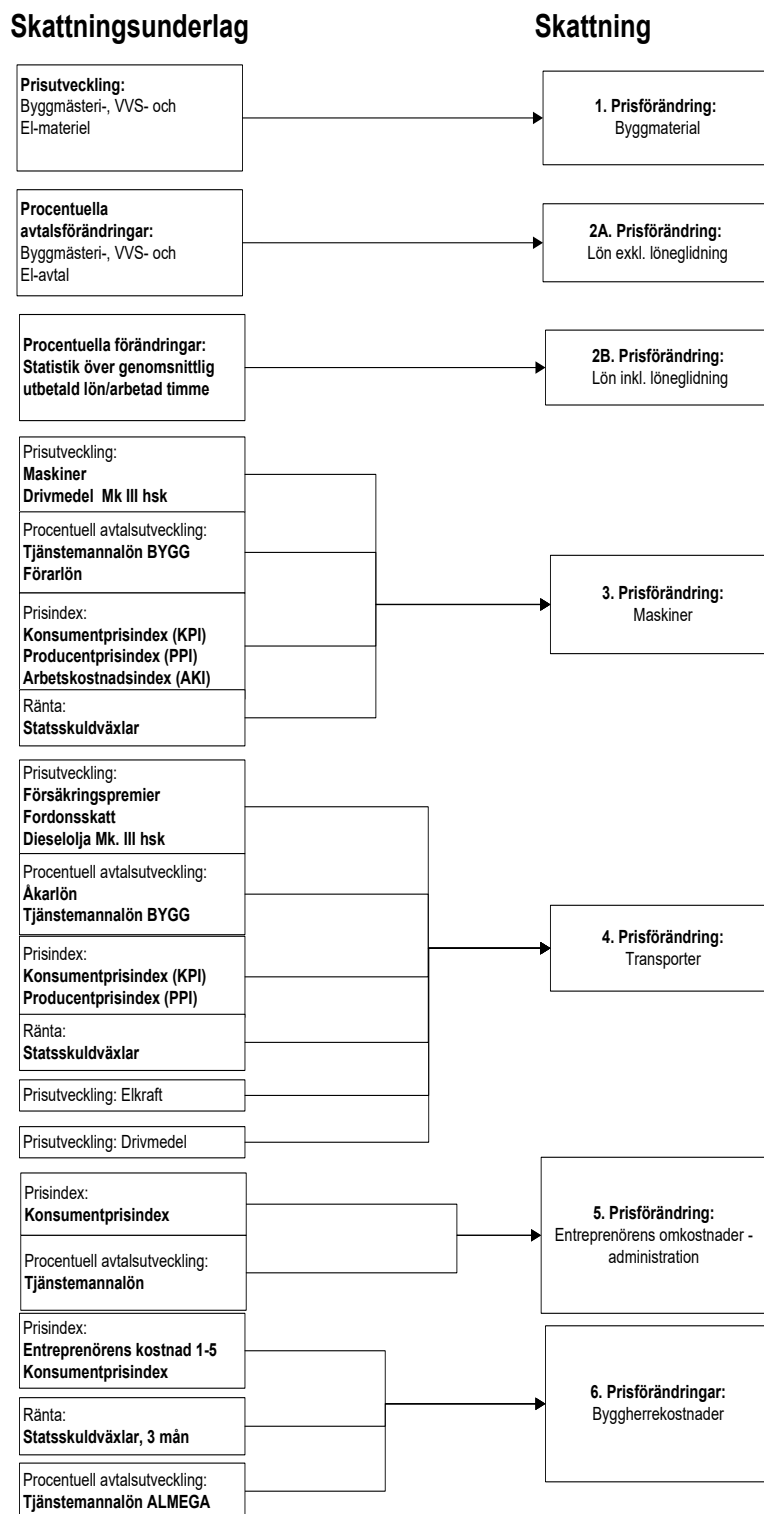 Skattningsunderlag
Skattning
Prisutveckling:
Byggmästeri-, VVS- och
El-materiel
1. Prisförändring:
Byggmaterial
Procentuella
avtalsförändringar:
Byggmästeri-, VVS- och
El-avtal
2A. Prisförändring:
Lön exkl. löneglidning
Procentuella förändringar:
Statistik över genomsnittlig
utbetald lön/arbetad timme
2B. Prisförändring:
Lön inkl. löneglidning
Prisutveckling:
Maskiner
Drivmedel Mk III hsk
Procentuell avtalsutveckling:
Tjänstemannalön BYGG
Förarlön
Prisindex:
Konsumentprisindex (KPI)
Producentprisindex (PPI)
Arbetskostnadsindex (AKI)
Ränta:
Statsskuldväxlar
3. Prisförändring:
Maskiner
Prisutveckling:
Försäkringspremier
Fordonsskatt
Dieselolja Mk. III hsk
Procentuell avtalsutveckling:
Åkarlön
Tjänstemannalön BYGG
Prisindex:
Konsumentprisindex (KPI)
Producentprisindex (PPI)
Ränta:
Statsskuldväxlar
Prisutveckling: Elkraft
Prisutveckling: Drivmedel
4. Prisförändring:
Transporter
Prisindex:
Konsumentprisindex
Procentuell avtalsutveckling:
Tjänstemannalön
5. Prisförändring:
Entreprenörens omkostnader -
administration
Prisindex:
Entreprenörens kostnad 1-5
Konsumentprisindex
Ränta:
Statsskuldväxlar, 3 mån
Procentuell avtalsutveckling:
Tjänstemannalön ALMEGA
6. Prisförändringar:
Byggherrekostnader